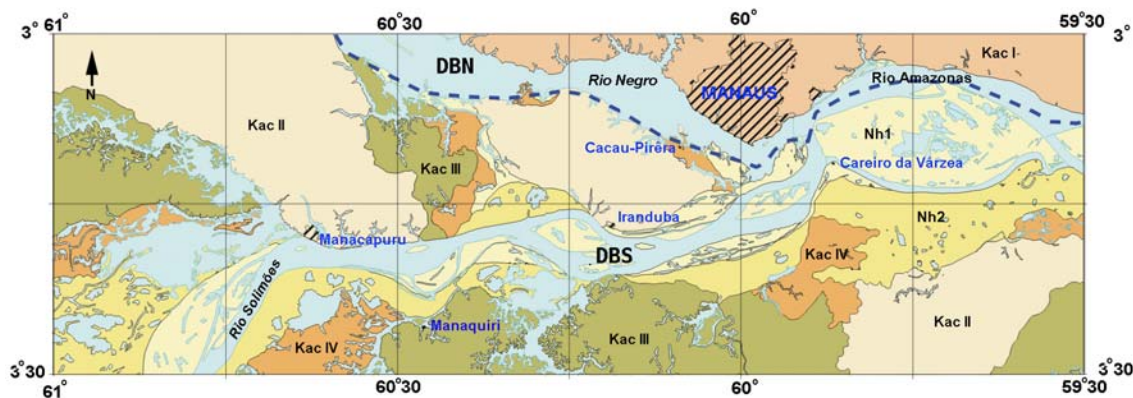 3° 61° 60°30 60° 59°30 3°
N
DBN
Rio Negro
Kac I
Rio Amazonas
MANAUS
Kac II
Nh1
Cacau-Pirêra
Kac III
Careiro da Várzea
Iranduba
Nh2
Manacapuru
DBS
Kac IV
Rio Solimões
Manaquiri
Kac IV
Kac III
Kac II
3°30 61° 60°30 60° 59°30 3°30